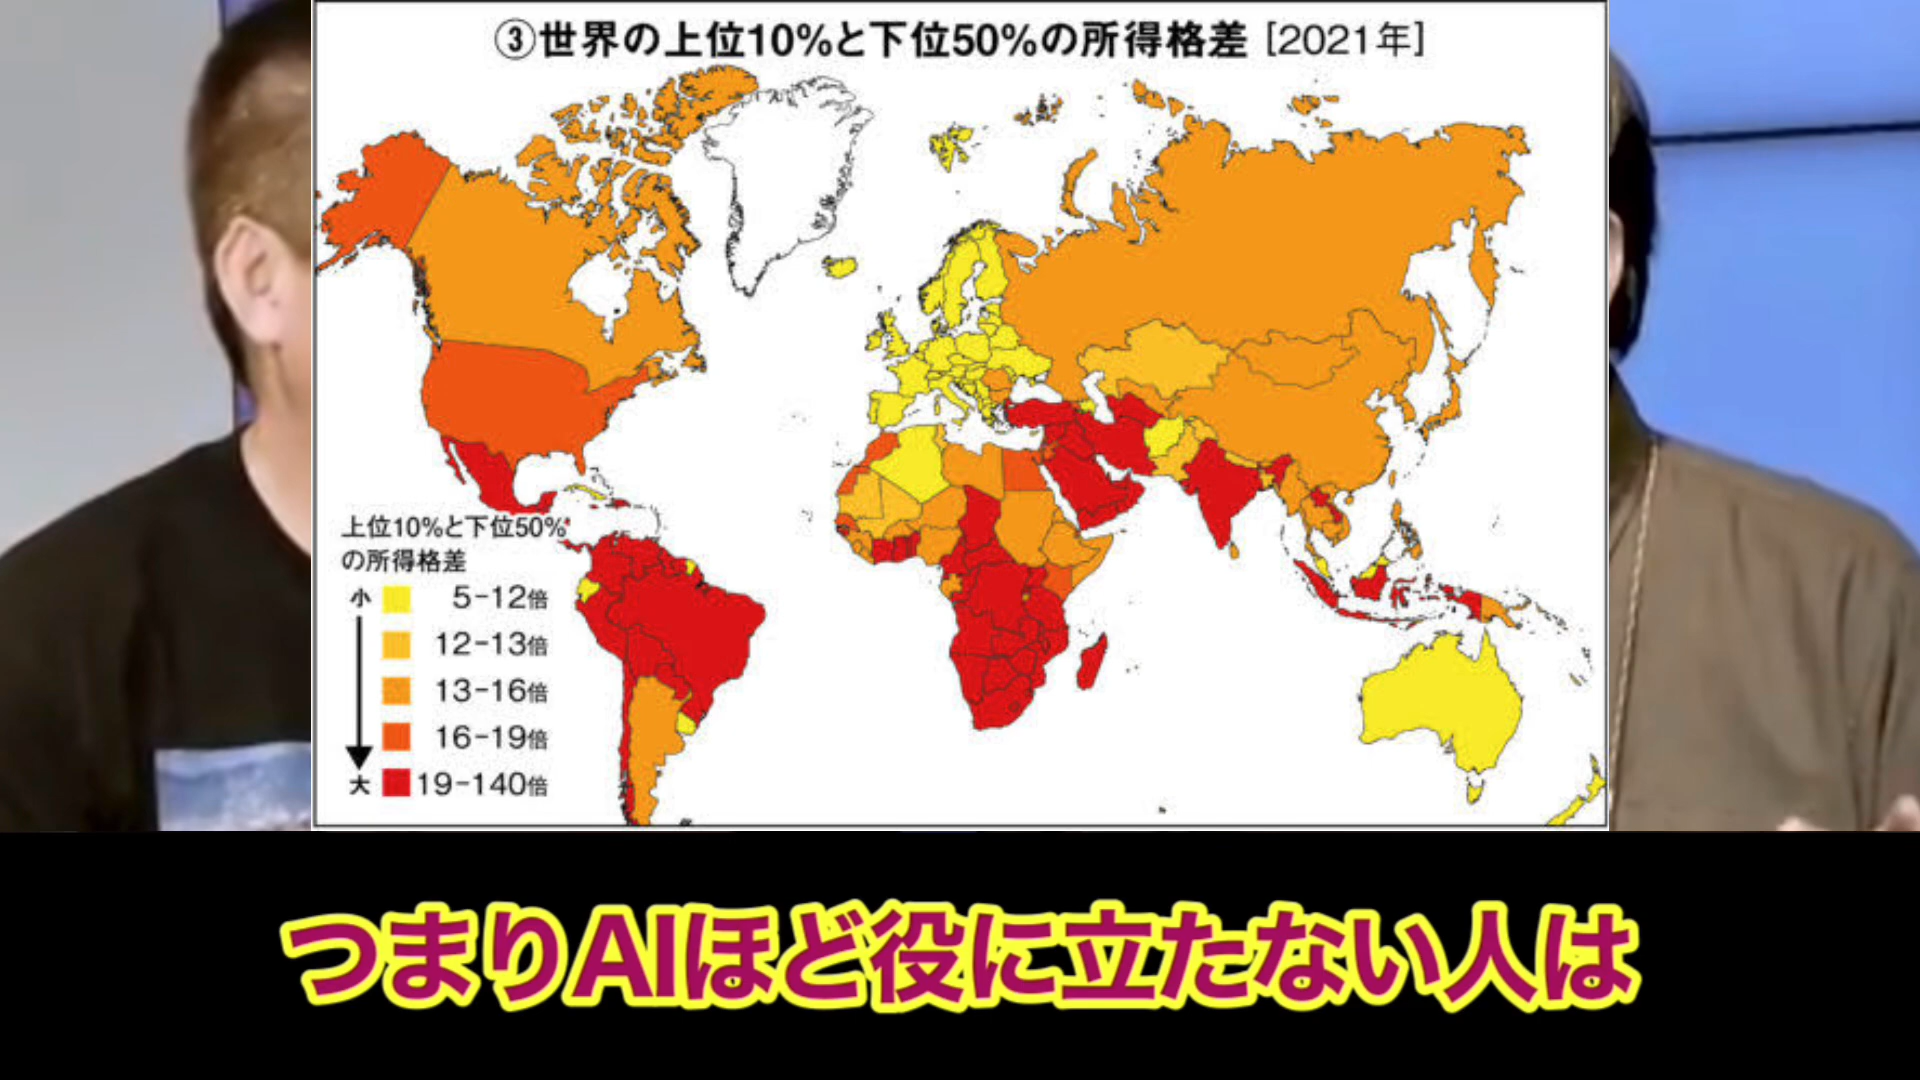 ③世界の上位10%と下位50%の所得格差 [2021年]
上位10%と下位50%
の所得格差
小 5-12倍
12-13倍
13-16倍
16-19倍
大 19-140倍
つまりAIほど役に立たない人は